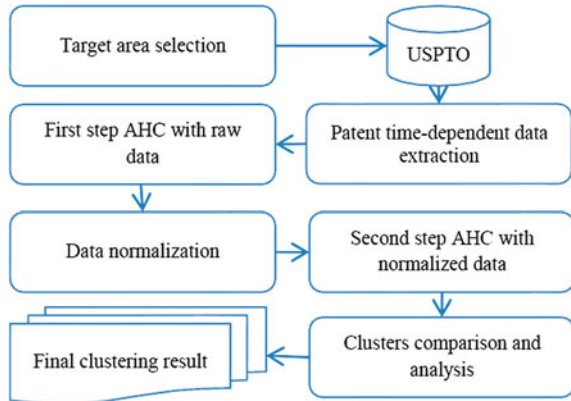 Target area selection
USPTO
First step AHC with raw
data
Patent time-dependent data
extraction
Data normalization
Second step AHC with
normalized data
Final clustering result
Clusters comparison and
analysis